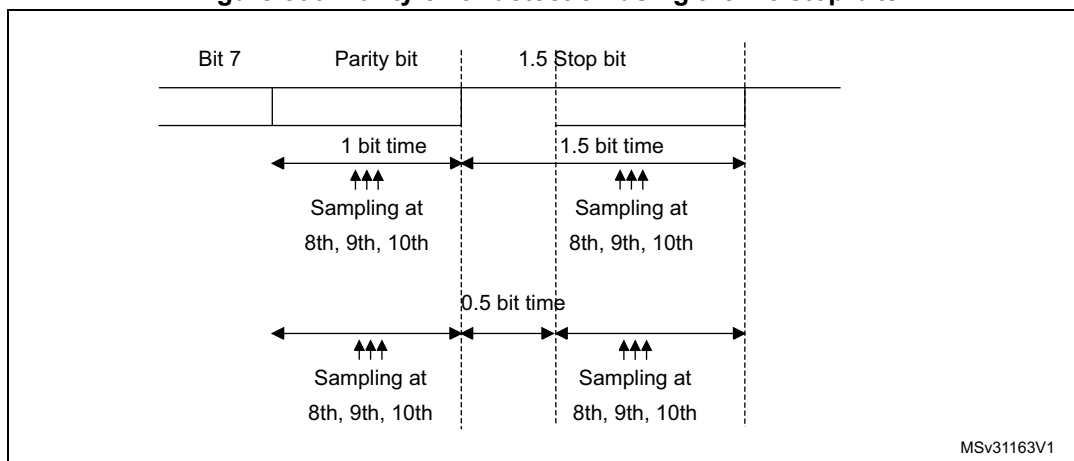 Bit 7 Parity bit 1.5 Stop bit
1 bit time 1.5 bit time
Sampling at Sampling at
8th, 9th, 10th 8th, 9th, 10th
0.5 bit time
Sampling at Sampling at
8th, 9th, 10th 8th, 9th, 10th
MSv31163V1